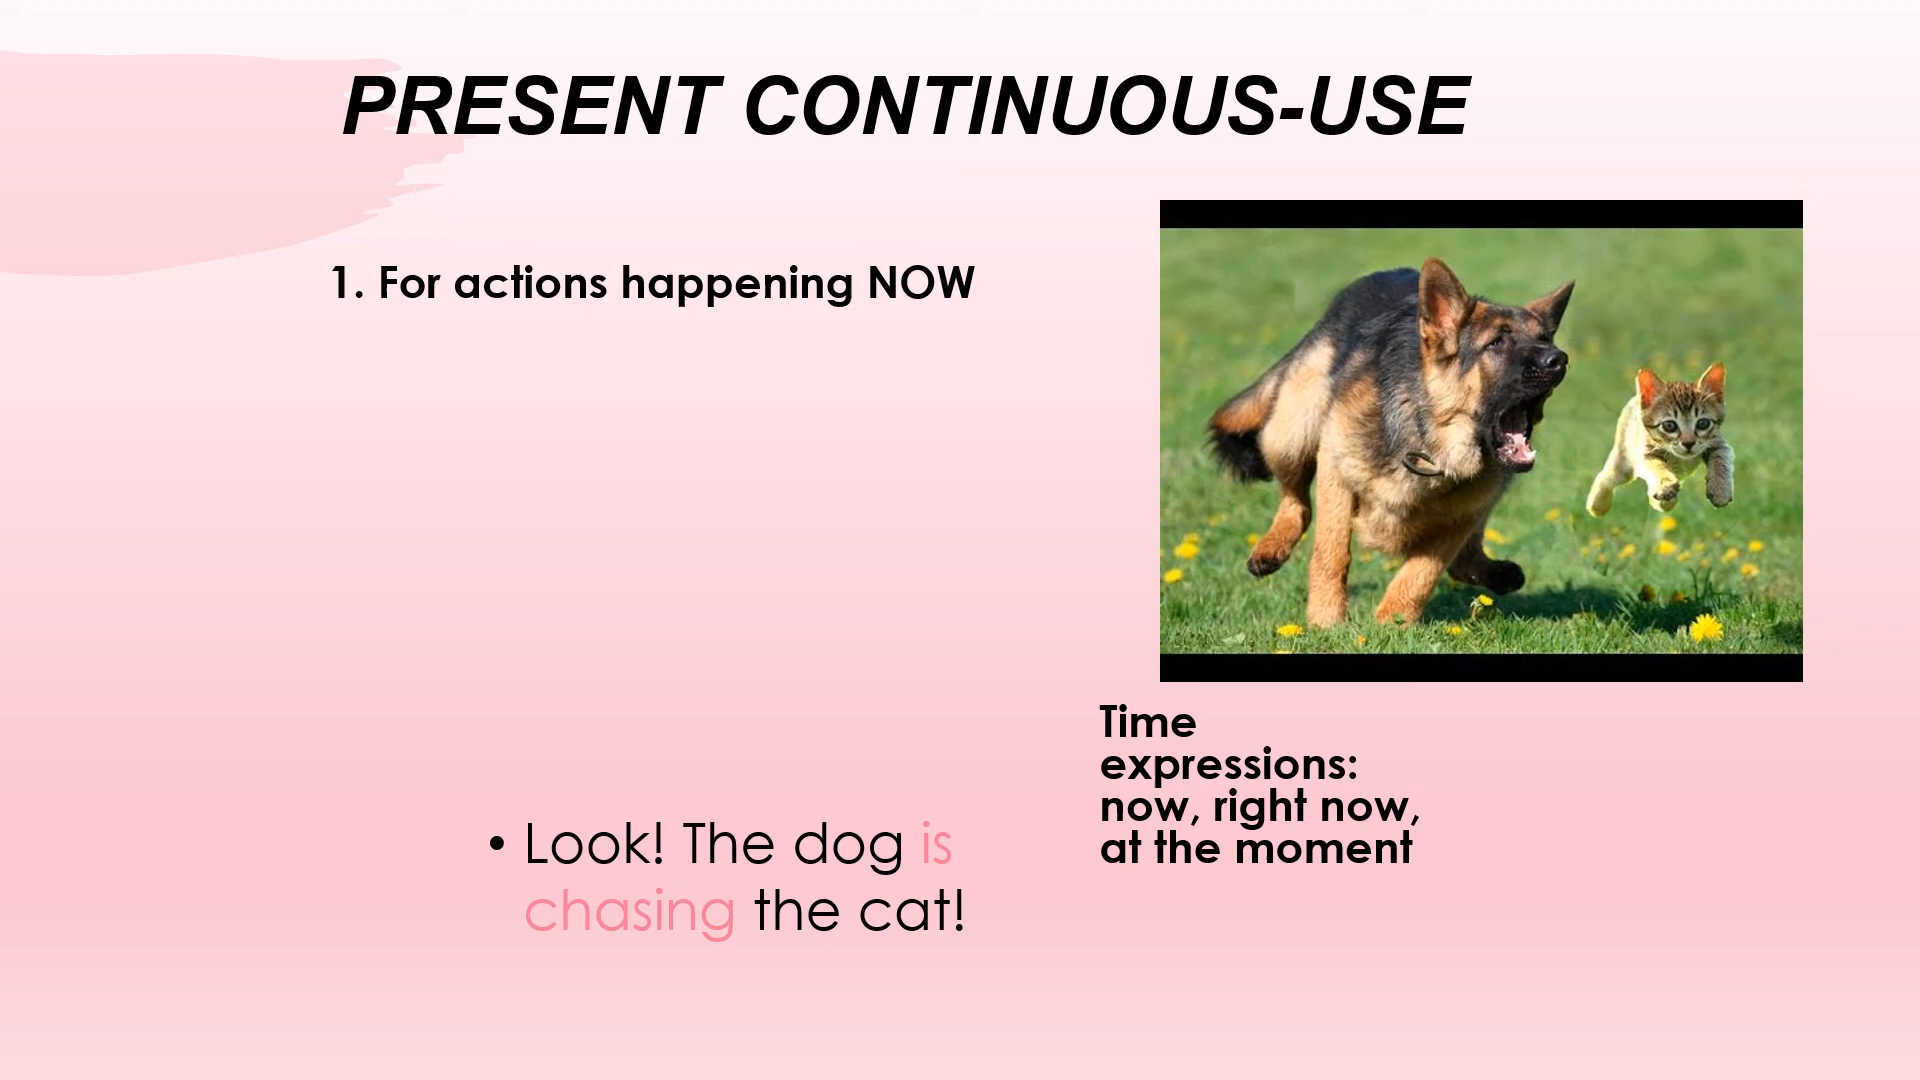 PRESENT CONTINUOUS-USE
1. For actions happening NOW
• Look! The dog is
chasing the cat!
Time
expressions:
now, right now,
at the moment